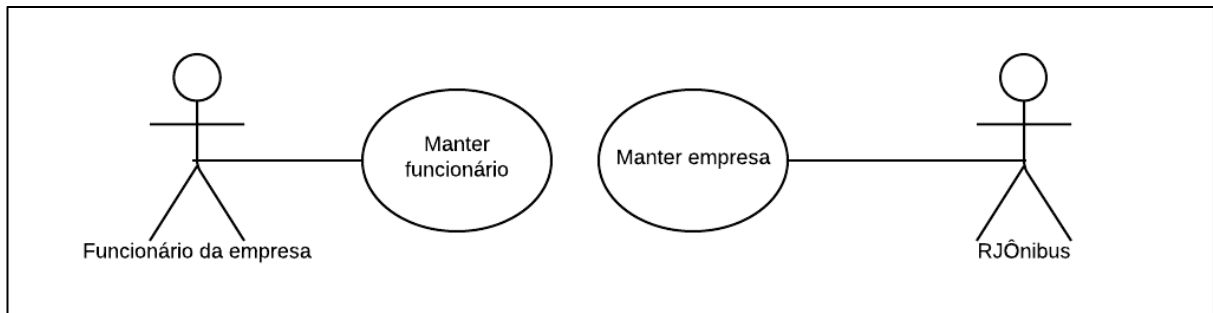 Manter
funcionário
Manter empresa
Funcionário da empresa
RJÔnibus